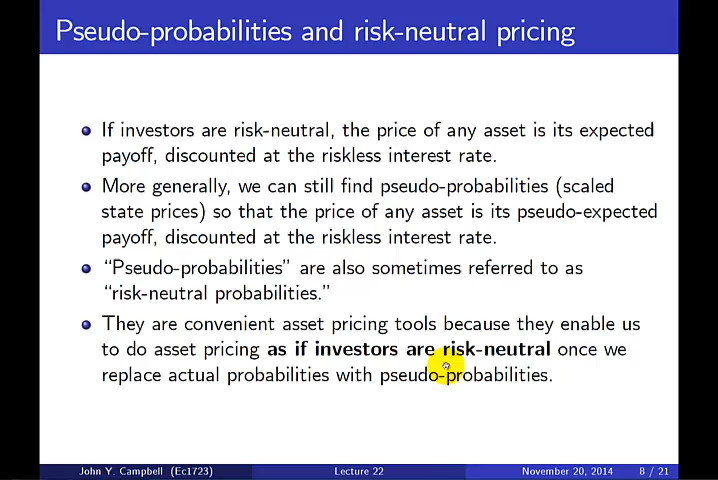 Pseudo-probabilities and risk-neutral pricing
If investors are risk-neutral, the price of any asset is its expected
payoff, discounted at the riskless interest rate.
More generally, we can still find pseudo-probabilities (scaled
state prices) so that the price of any asset is its pseudo-expected
payoff, discounted at the riskless interest rate.
“Pseudo-probabilities” are also sometimes referred to as
“risk-neutral probabilities.”
They are convenient asset pricing tools because they enable us
to do asset pricing as if investors are risk-neutral once we
replace actual probabilities with pseudo-probabilities.
John Y. Campbell (Ec1723) Lecture 22 November 20, 2014 8 / 21